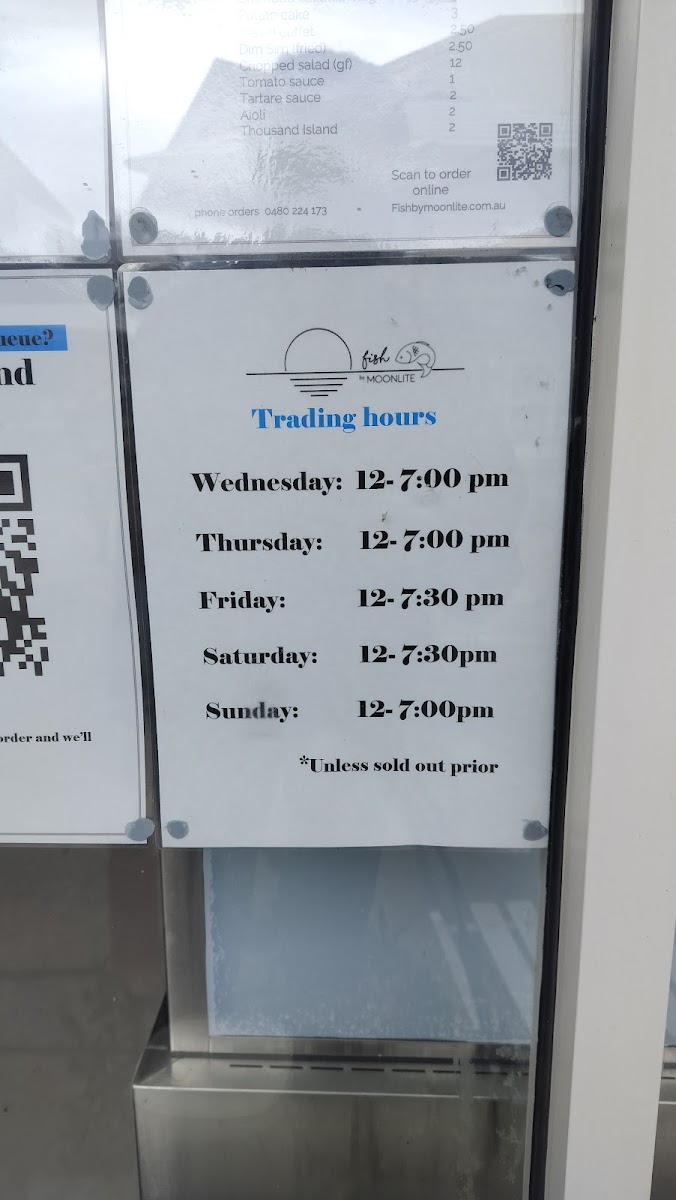 Potato cake 3
2.50
Dim Sim (fried) 2.50
Chopped salad (gf) 12
Tomato sauce 1
Tartare sauce 2
Aioli 2
Thousand Island 2
Scan to order
online
phone orders 0480 224 173 - Fishbymoonlite.com.au
ueue?
nd
order and we'll
fish
by MOONLITE
Trading hours
Wednesday: 12- 7:00 pm
Thursday: 12- 7:00 pm
Friday: 12- 7:30 pm
Saturday: 12- 7:30pm
Sunday: 12- 7:00pm
*Unless sold out prior